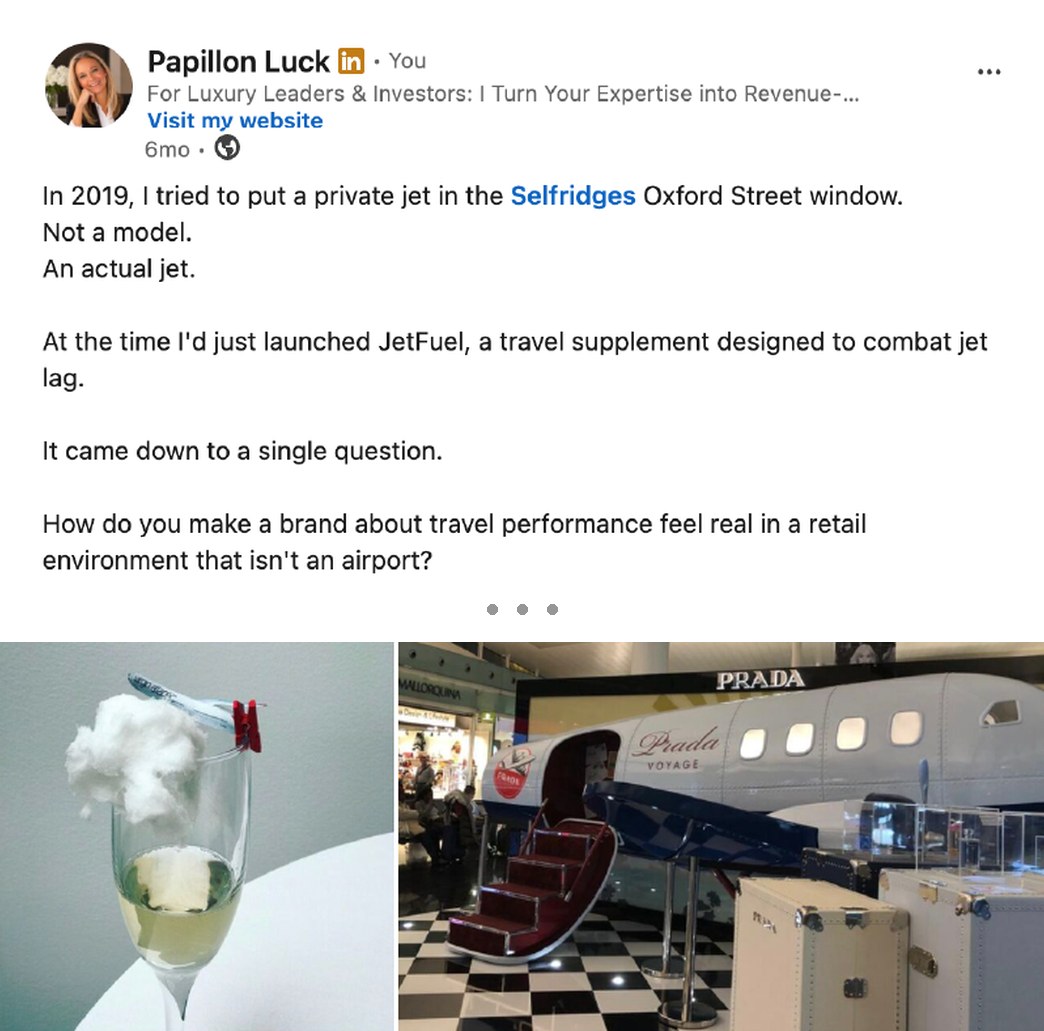 Papillon Luck in • You
For Luxury Leaders & Investors: I Turn Your Expertise into Revenue-...
Visit my website
6mo •
In 2019, I tried to put a private jet in the Selfridges Oxford Street window.
Not a model.
An actual jet.
At the time I'd just launched JetFuel, a travel supplement designed to combat jet
lag.
It came down to a single question.
How do you make a brand about travel performance feel real in a retail
environment that isn't an airport?
MALLORQUINA
PRADA
Prada
VOYAGE
PRADA
PRADA